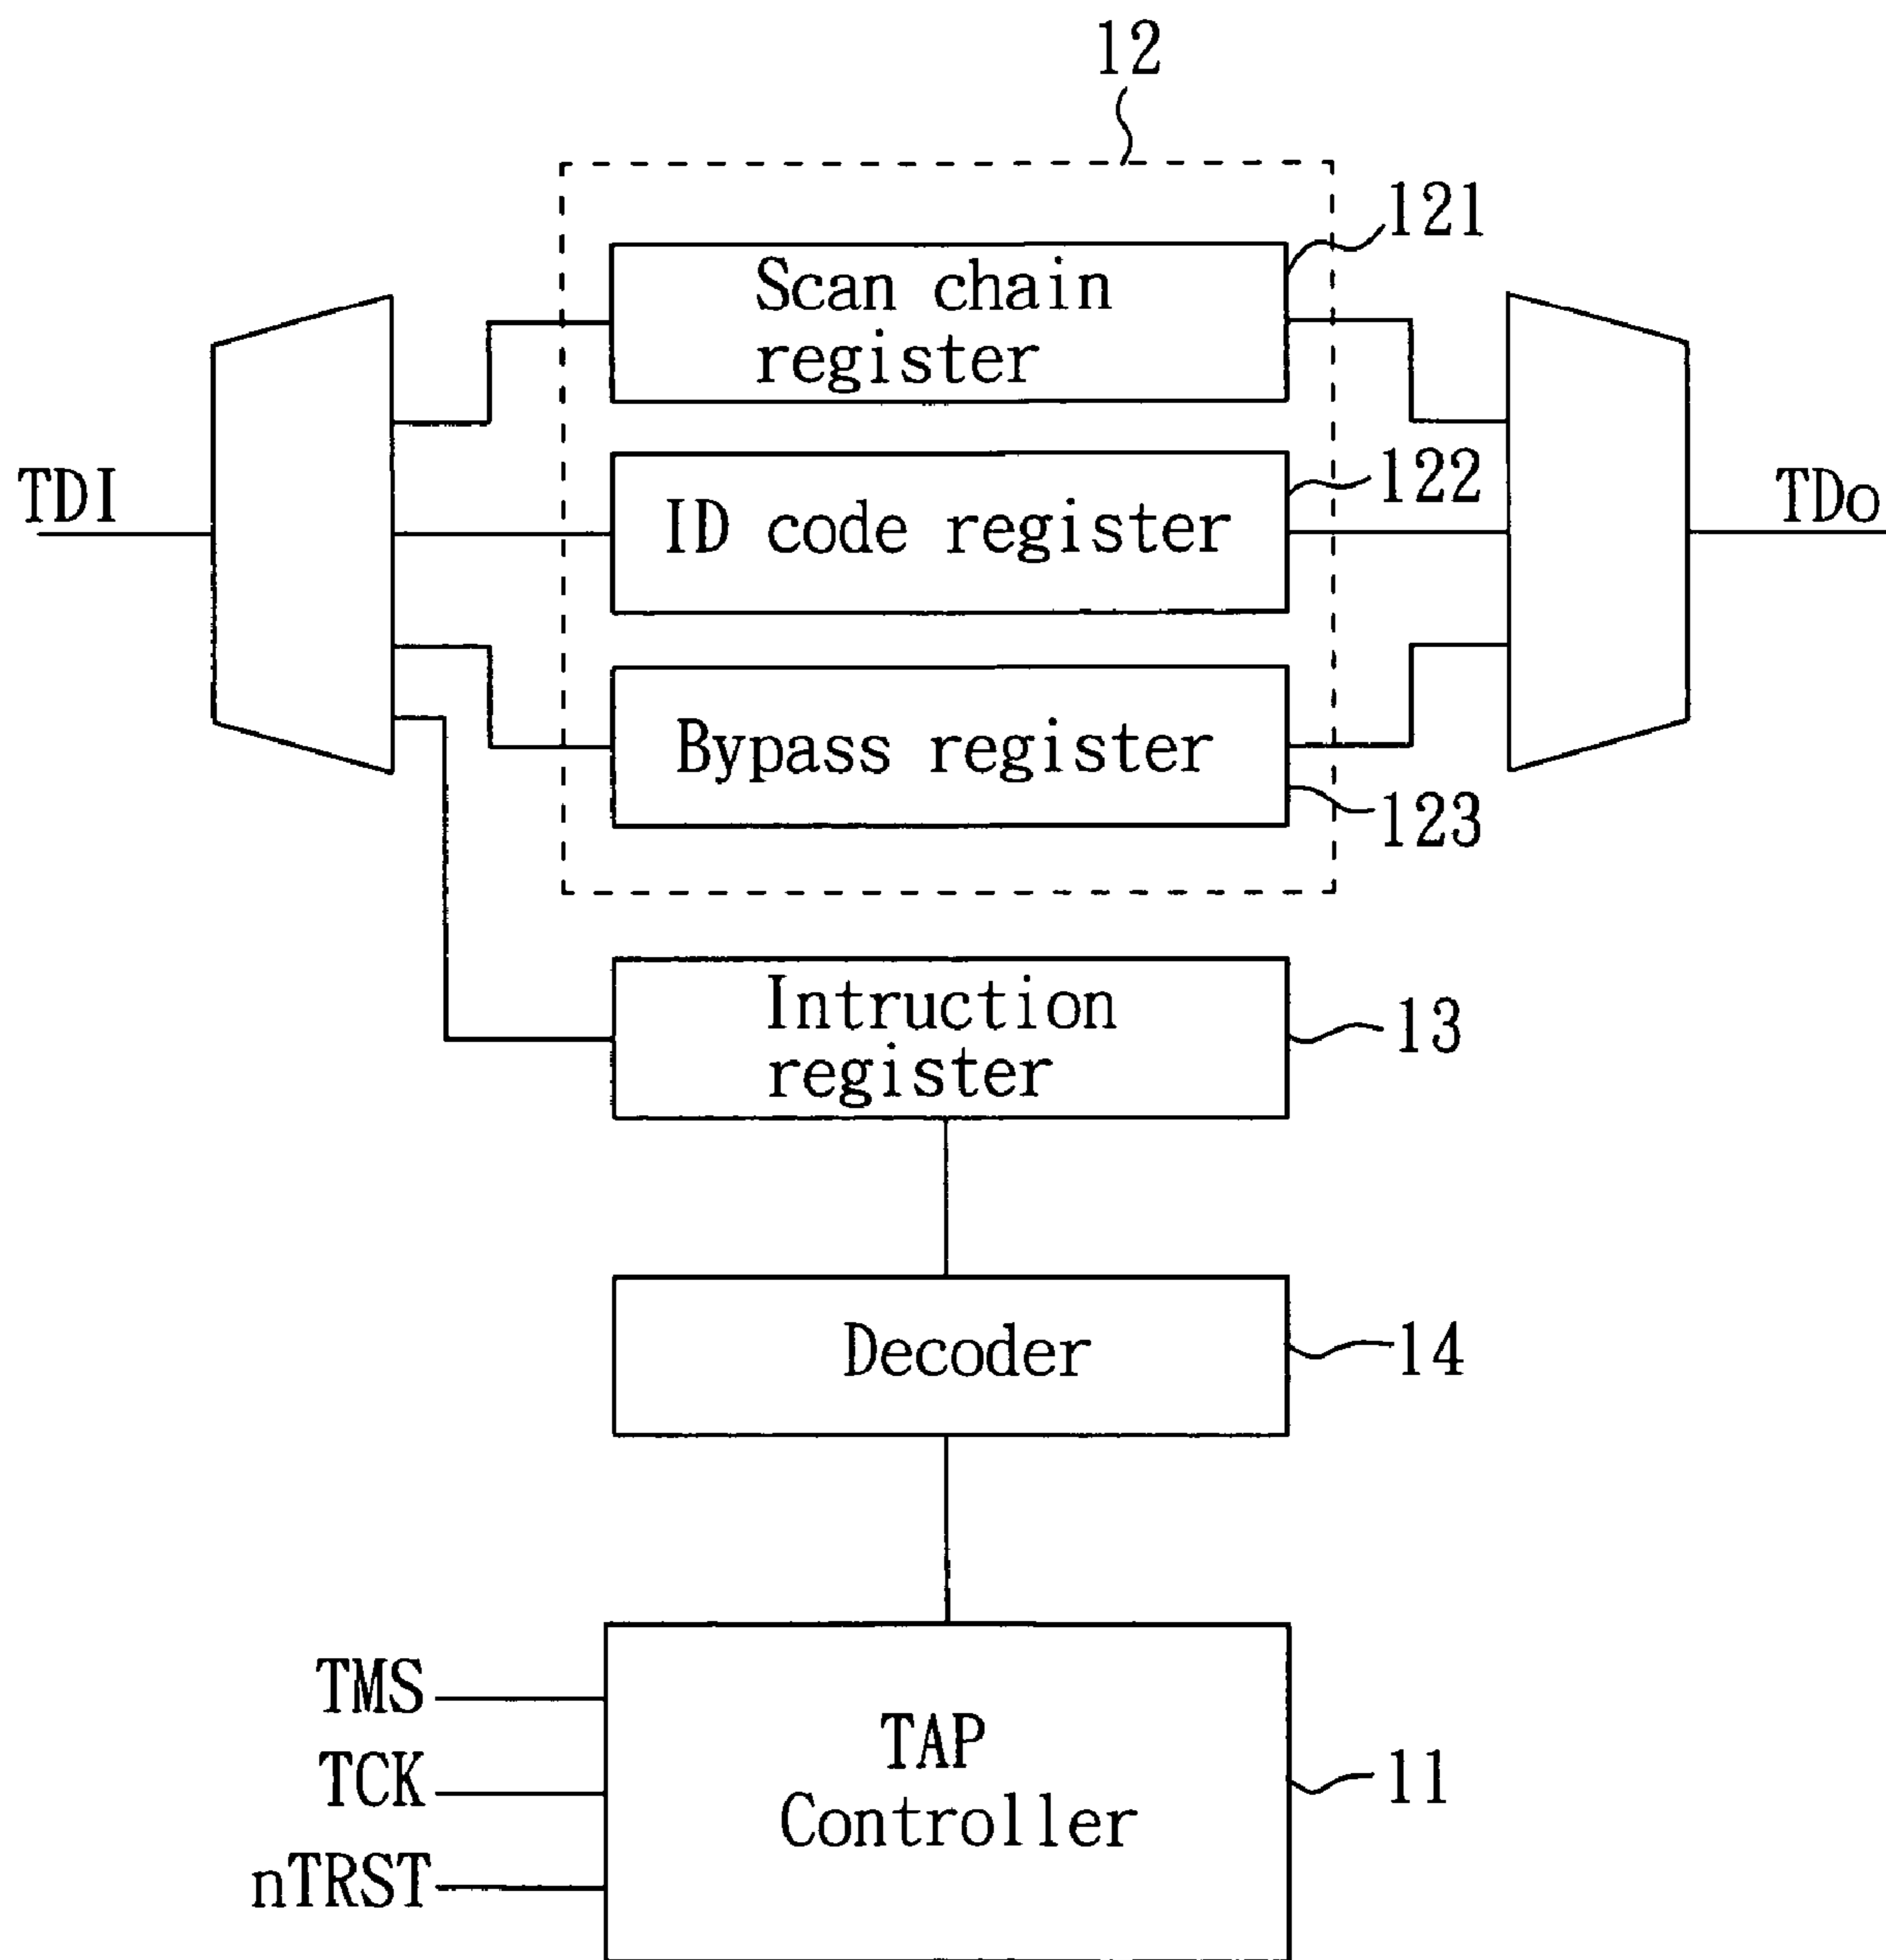 12
121
Scan chain
register
122
TDI
ID code register
TDo
Bypass register
123
Intruction
register
13
Decoder
14
TMS
TAP
Controller
TCK
11
nTRST